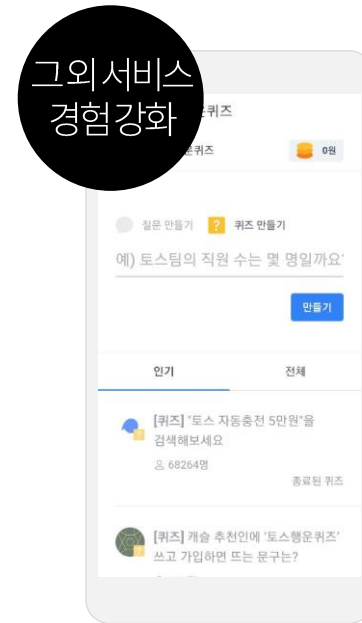 그 외 서비스
경험 강화
퀴즈
퀴즈
0원
질문 만들기 ? 퀴즈 만들기
예) 토스팀의 직원 수는 몇 명일까요
만들기
인기 전체
[퀴즈] "토스 자동충전 5만원"을
검색해보세요
68264명
종료된 퀴즈
[퀴즈] 캐슬 추천인에 '토스행운퀴즈'
쓰고 가입하면 뜨는 문구는?